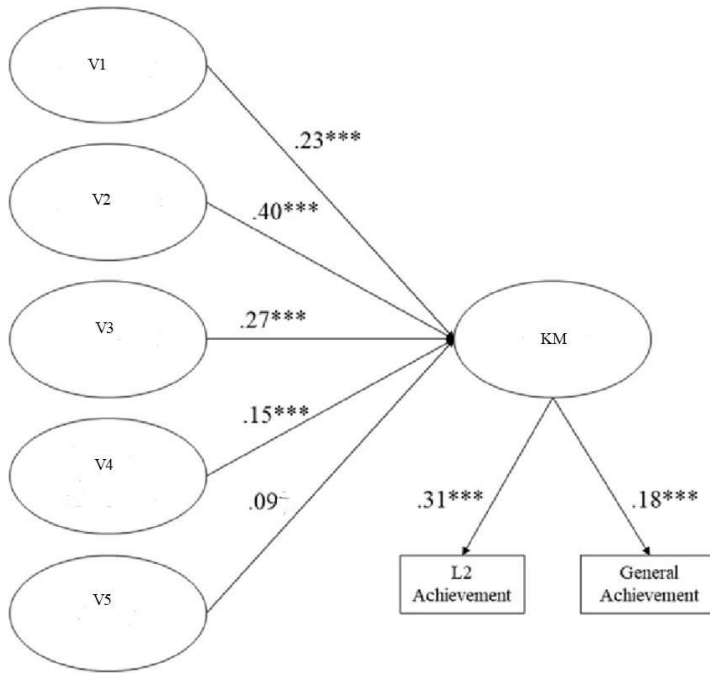 V1
.23***
V2
.40***
V3
.27***
KM
V4
.15***
.09
.31***
.18***
L2
Achievement
General
Achievement
V5